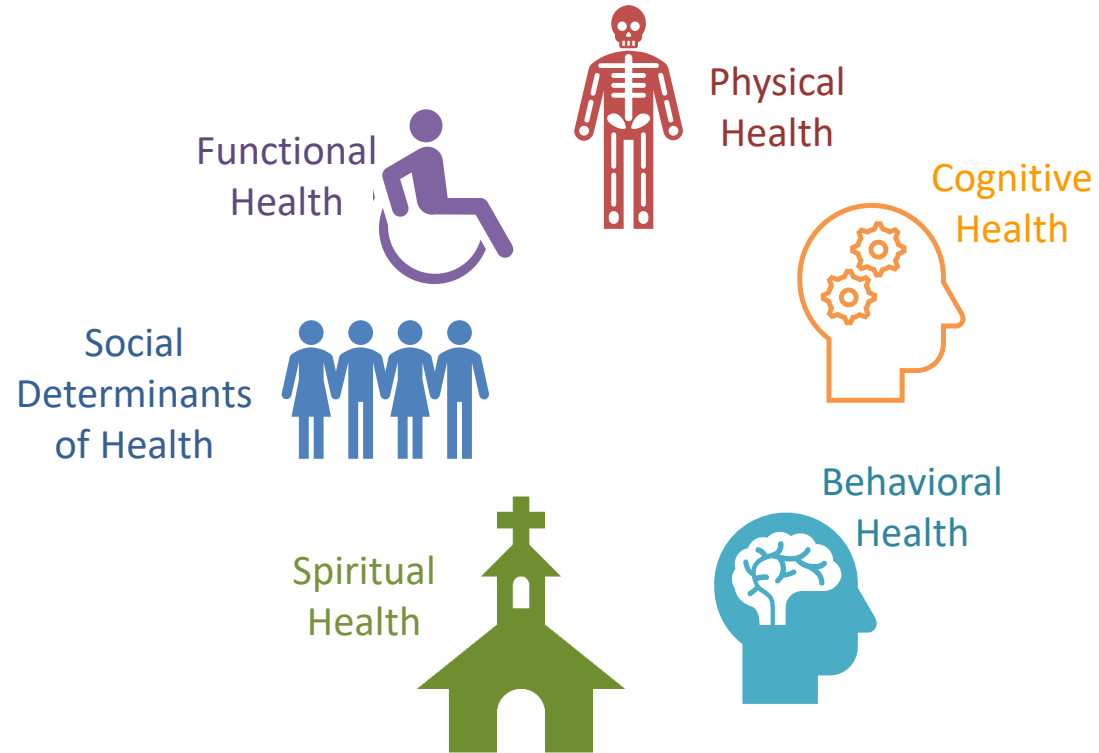 Physical
Health
Cognitive
Health
Behavioral
Health
Spiritual
Health
Social
Determinants
of Health
Functional
Health